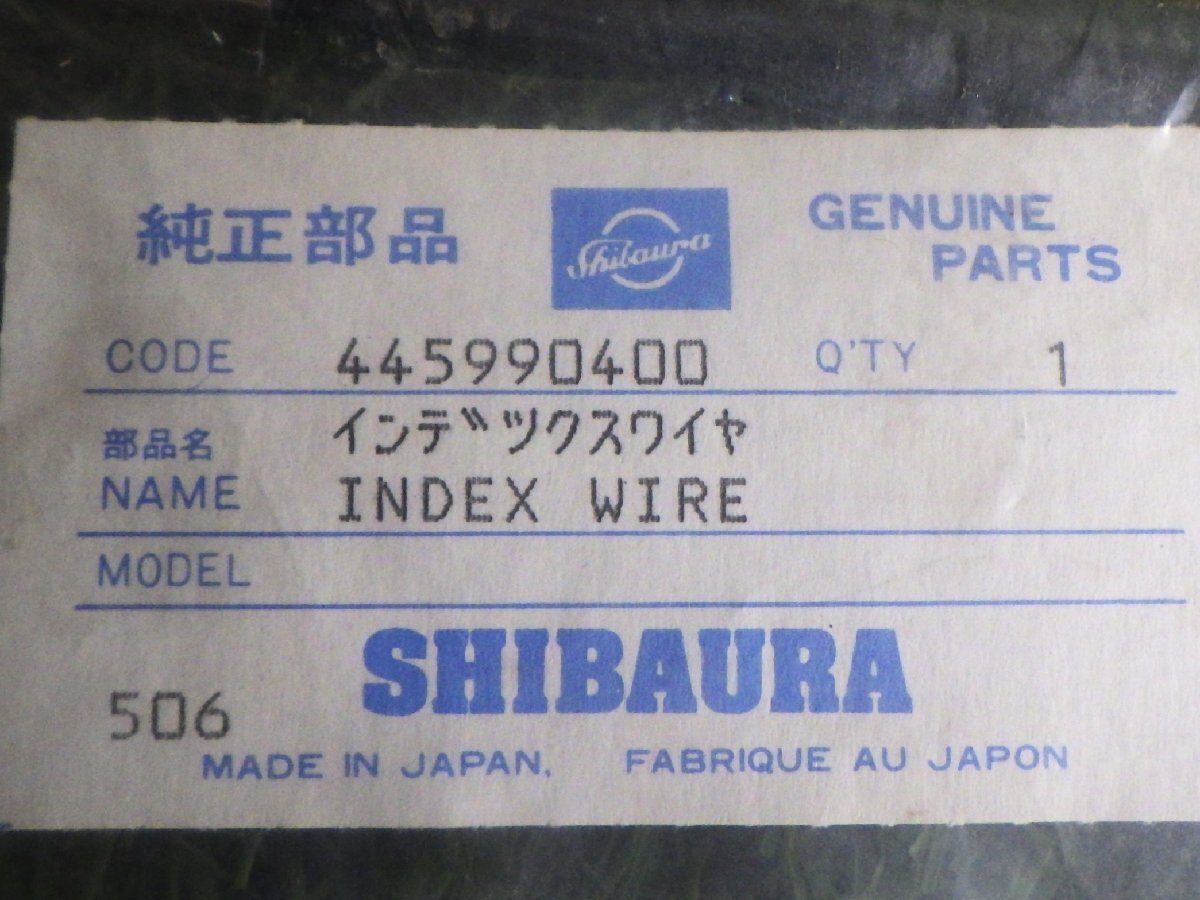 純正部品
Shibaura
GENUINE
PARTS
CODE 445990400 Q'TY 1
部品名 インデツクスワイヤ
NAME INDEX WIRE
MODEL
SHIBAURA
506
MADE IN JAPAN. FABRIQUE AU JAPON